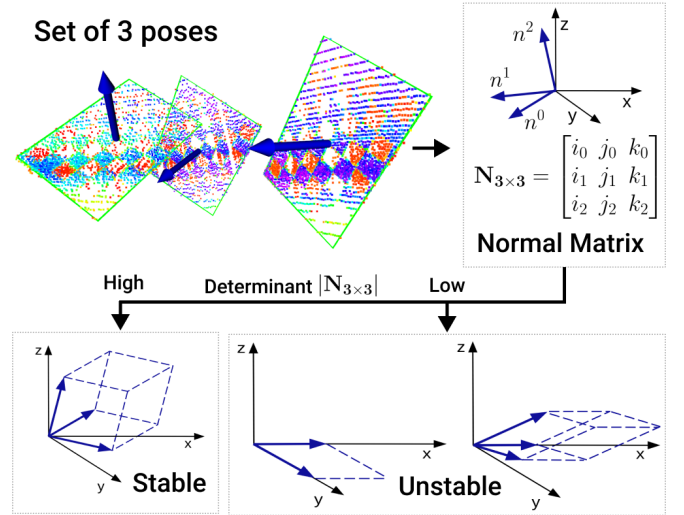 Set of 3 poses
z
n²
n¹
x
y
n⁰
N₃ₓ₃ = [i₀ j₀ k₀
i₁ j₁ k₁
i₂ j₂ k₂]
Normal Matrix
High
Determinant |N₃ₓ₃|
Low
z
x
y
Stable
z
x
y
Unstable
z
x
y